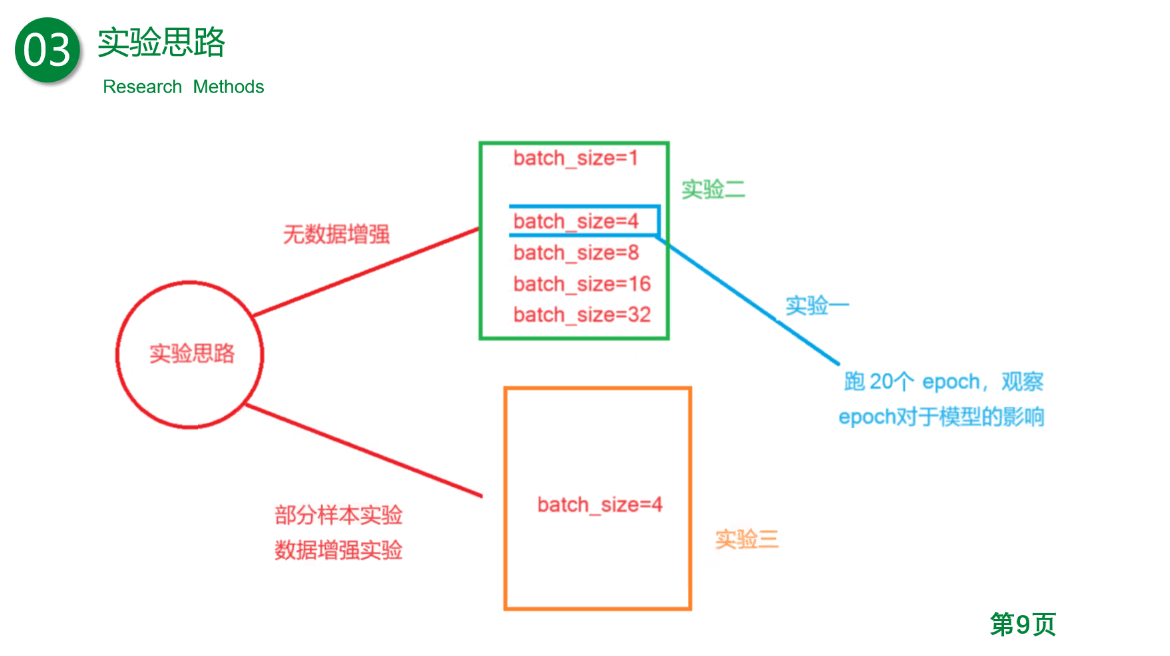 03
实验思路
Research Methods
batch_size=1
实验二
batch_size=4
无数据增强
batch_size=8
batch_size=16
实验一
batch_size=32
实验思路
跑 20个 epoch，观察
epoch对于模型的影响
batch_size=4
部分样本实验
实验三
数据增强实验
第9页